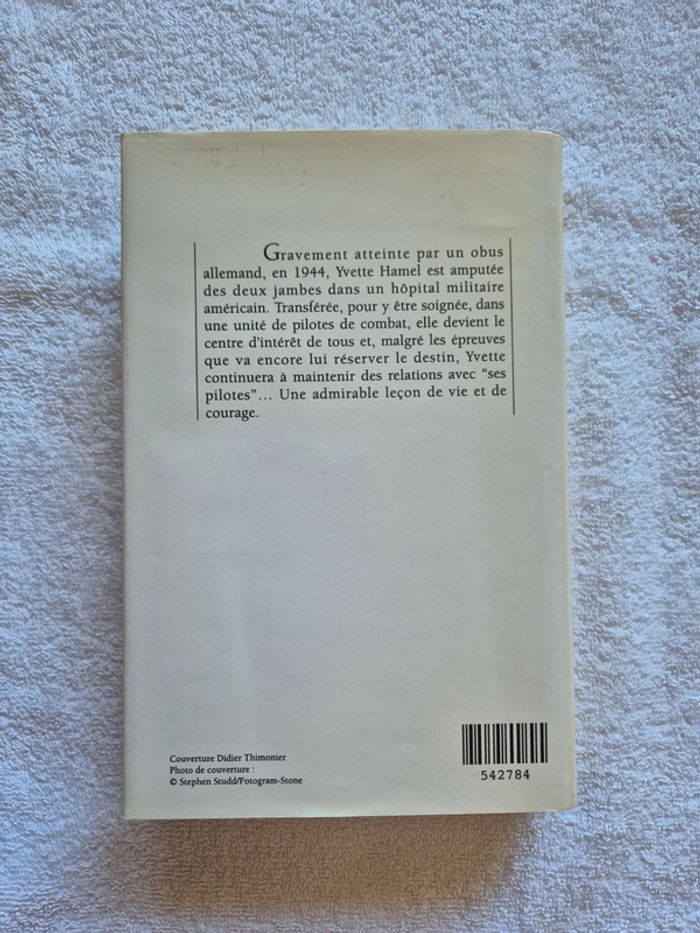 Gravement atteinte par un obus
allemand, en 1944, Yvette Hamel est amputée
des deux jambes dans un hôpital militaire
américain. Transférée, pour y être soignée, dans
une unité de pilotes de combat, elle devient le
centre d'intérêt de tous et, malgré les épreuves
que va encore lui réserver le destin, Yvette
continuera à maintenir des relations avec “ses
pilotes”... Une admirable leçon de vie et de
courage.
Couverture Didier Thimonier
Photo de couverture :
© Stephen Studd/Fotogram-Stone
542784